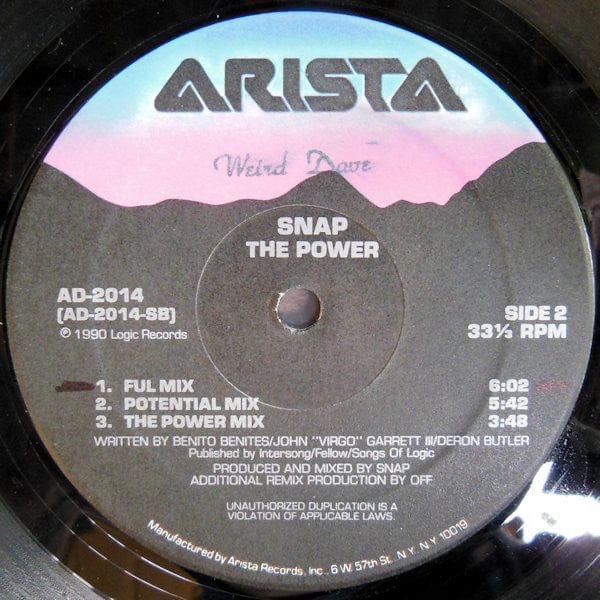 ARISTA
Weird Dave
SNAP
THE POWER
AD-2014
(AD-2014-SB)
℗ 1990 Logic Records
SIDE 2
33⅓ RPM
1. FUL MIX 6:02
2. POTENTIAL MIX 5:42
3. THE POWER MIX 3:48
WRITTEN BY BENITO BENITES/JOHN "VIRGO" GARRETT III/DERON BUTLER
Published by Intersong/Fellow/Songs Of Logic
PRODUCED AND MIXED BY SNAP
ADDITIONAL REMIX PRODUCTION BY OFF
UNAUTHORIZED DUPLICATION IS A
VIOLATION OF APPLICABLE LAWS.
Manufactured by Arista Records, Inc., 6 W. 57th St. N.Y. N.Y. 10019